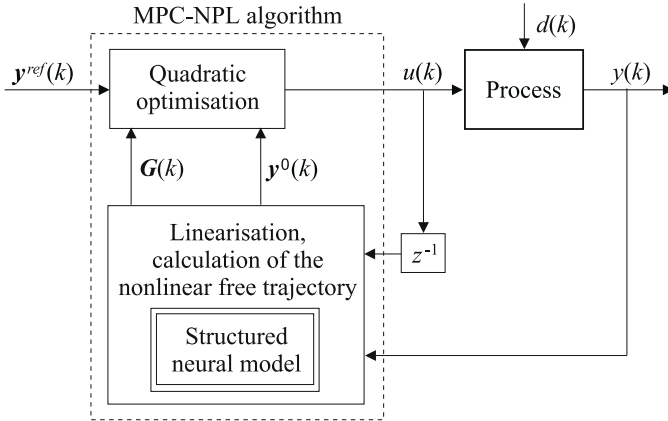 MPC-NPL algorithm
d(k)
y^ref(k)
Quadratic
optimisation
u(k)
Process
y(k)
G(k)
y^0(k)
Linearisation,
calculation of the
nonlinear free trajectory
z^-1
Structured
neural model